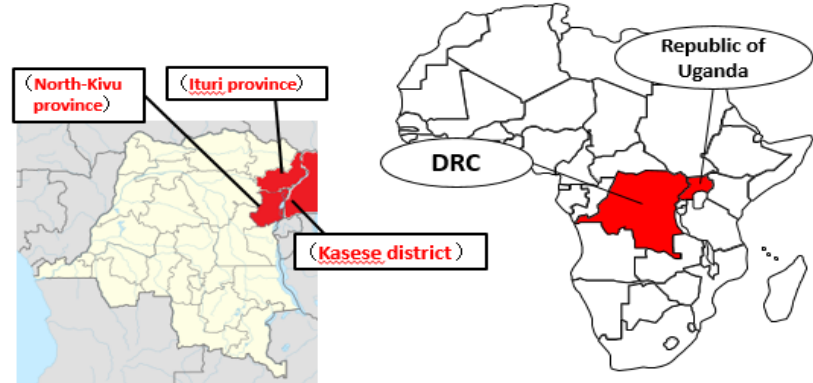 （North-Kivu
province）
（Ituri province）
（Kasese district）
Republic of
Uganda
DRC